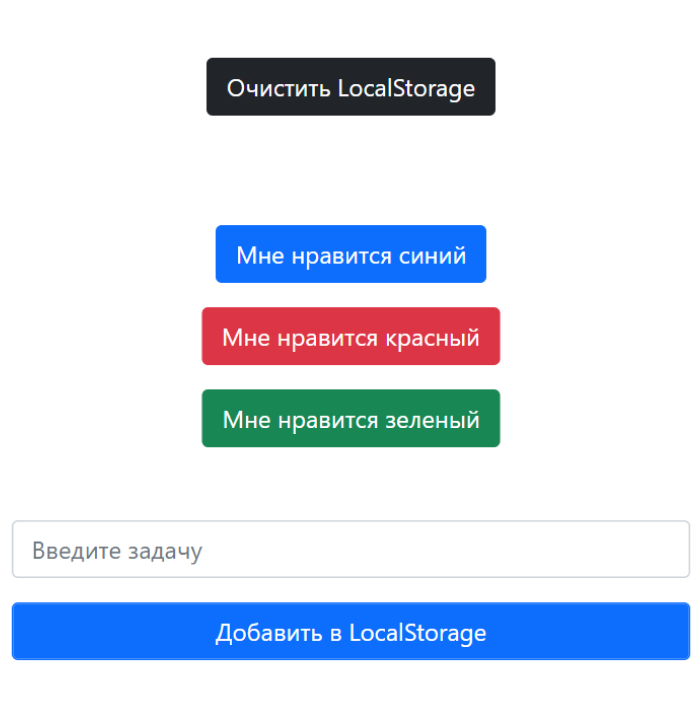 Очистить LocalStorage
Мне нравится синий
Мне нравится красный
Мне нравится зеленый
Введите задачу
Добавить в LocalStorage